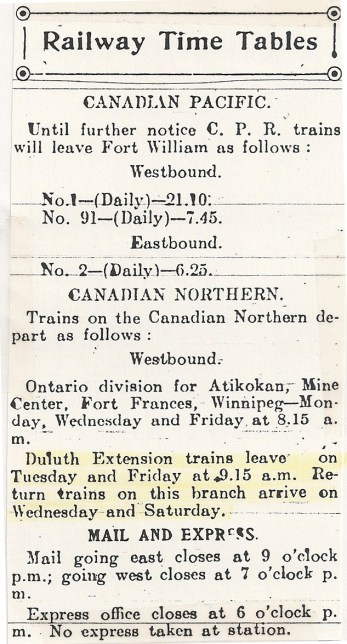 Railway Time Tables
CANADIAN PACIFIC.
Until further notice C. P. R. trains
will leave Fort William as follows :
Westbound.
No.1—(Daily)—21.10.
No. 91—(Daily)—7.45.
Eastbound.
No. 2—(Daily)—6.25.
CANADIAN NORTHERN.
Trains on the Canadian Northern de-
part as follows :
Westbound.
Ontario division for Atikokan, Mine
Center, Fort Frances, Winnipeg—Mon-
day, Wednesday and Friday at 8.15 a.
m.
Duluth Extension trains leave on
Tuesday and Friday at 9.15 a.m. Re-
turn trains on this branch arrive on
Wednesday and Saturday.
MAIL AND EXPRESS.
Mail going east closes at 9 o'clock
p.m.; going west closes at 7 o'clock p.
m.
Express office closes at 6 o'clock p.
m. No express taken at station.